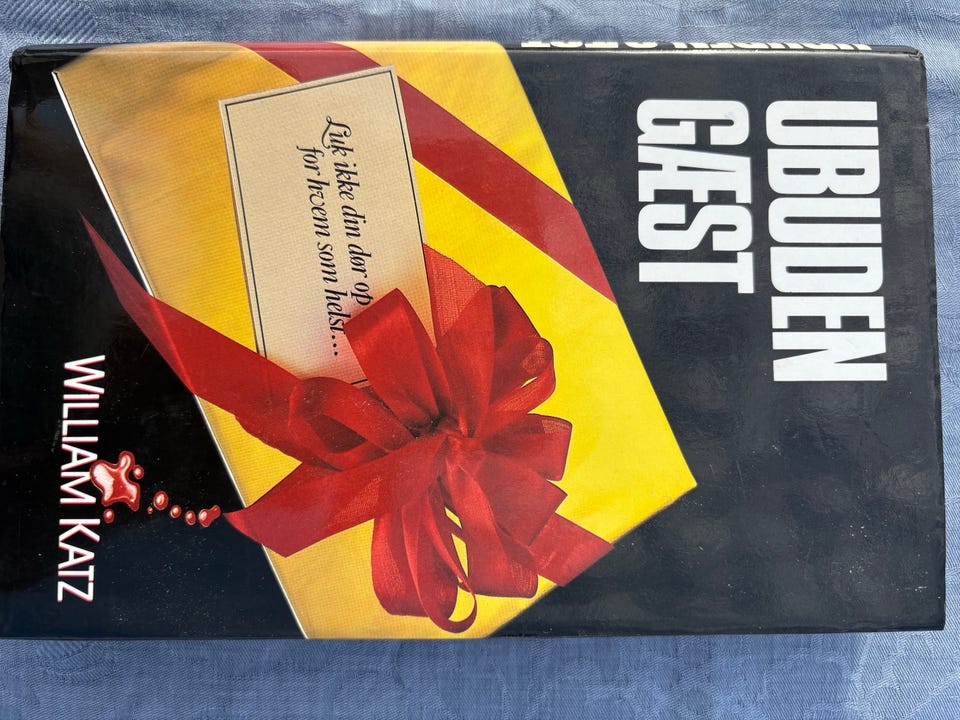 UBUDEN
GÆST
Luk ikke din dør op
for hvem som helst...
WILLIAM KATZ